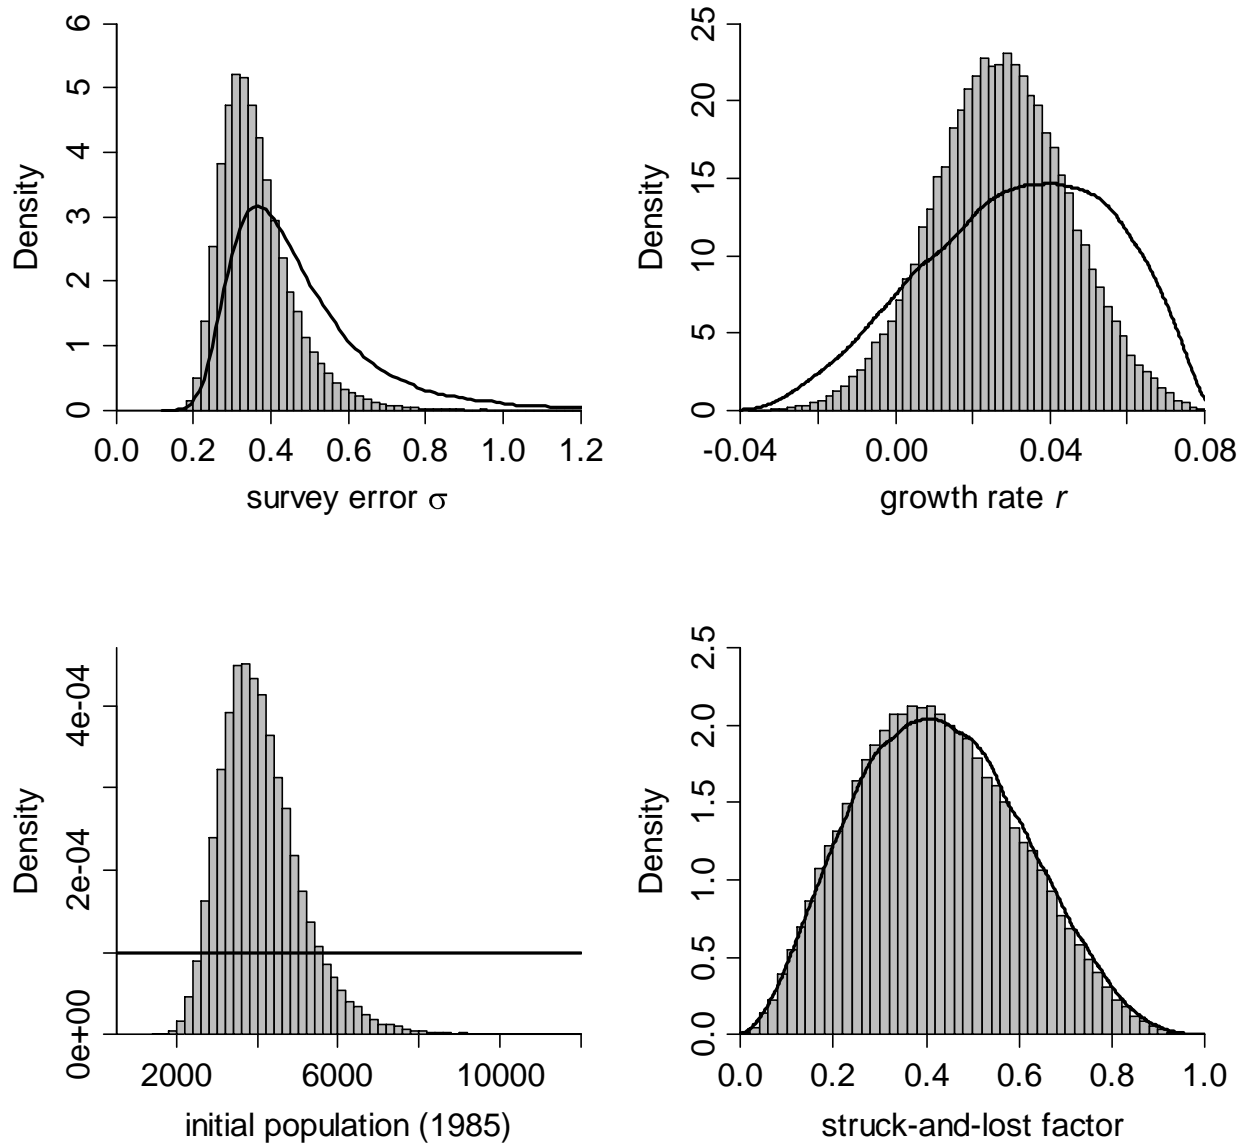 6
5
4
3
2
1
0
Density
0.0 0.2 0.4 0.6 0.8 1.0 1.2
survey error σ
25
20
15
10
5
0
Density
-0.04 0.00 0.04 0.08
growth rate r
4e-04
2e-04
0e+00
Density
2000 6000 10000
initial population (1985)
2.5
2.0
1.5
1.0
0.5
0.0
Density
0.0 0.2 0.4 0.6 0.8 1.0
struck-and-lost factor